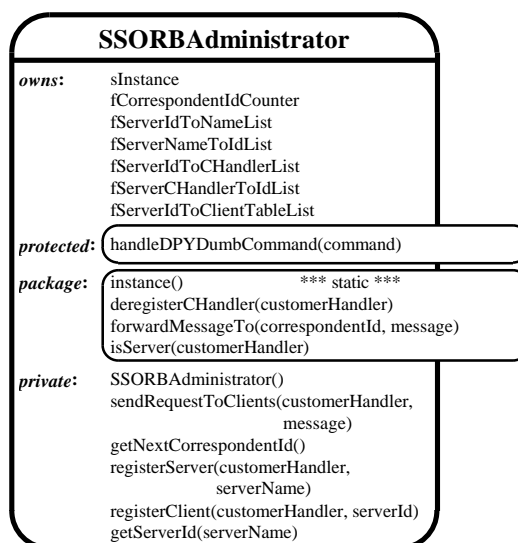 SSORBAdministrator
owns: sInstance
fCorrespondentIdCounter
fServerIdToNameList
fServerNameToIdList
fServerIdToCHandlerList
fServerCHandlerToIdList
fServerIdToClientTableList
protected: handleDPYDumbCommand(command)
package: instance() *** static ***
deregisterCHandler(customerHandler)
forwardMessageTo(correspondentId, message)
isServer(customerHandler)
private: SSORBAdministrator()
sendRequestToClients(customerHandler,
message)
getNextCorrespondentId()
registerServer(customerHandler,
serverName)
registerClient(customerHandler, serverId)
getServerId(serverName)